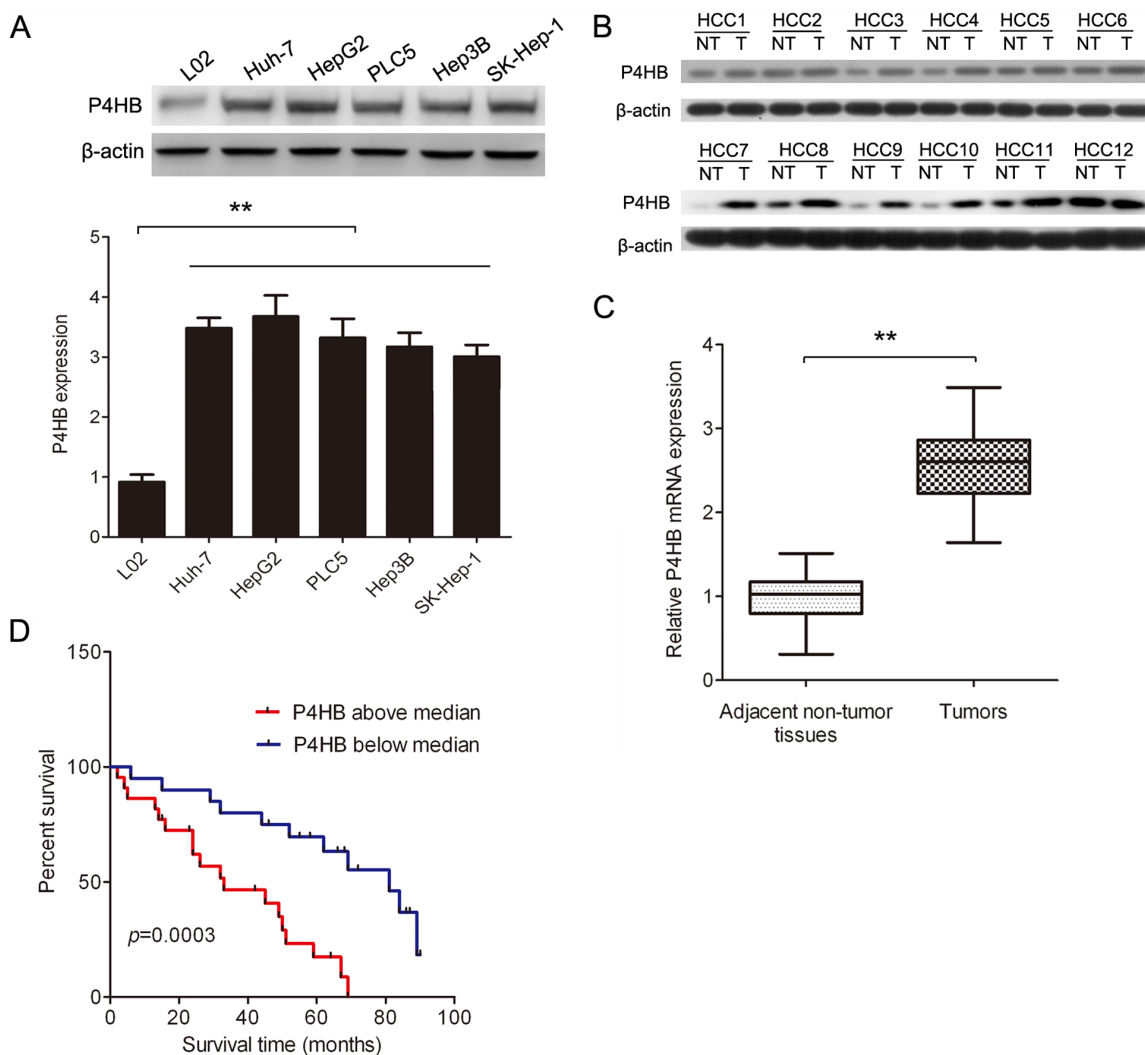 A
L02 Huh-7 HepG2 PLC5 Hep3B SK-Hep-1
P4HB
β-actin
**
P4HB expression
5
4
3
2
1
0
L02 Huh-7 HepG2 PLC5 Hep3B SK-Hep-1
B
HCC1 HCC2 HCC3 HCC4 HCC5 HCC6
NT T NT T NT T NT T NT T NT T
P4HB
β-actin
HCC7 HCC8 HCC9 HCC10 HCC11 HCC12
NT T NT T NT T NT T NT T NT T
P4HB
β-actin
C
**
Relative P4HB mRNA expression
4
3
2
1
0
Adjacent non-tumor
tissues
Tumors
D
Percent survival
150
100
50
0
P4HB above median
P4HB below median
p=0.0003
0 20 40 60 80 100
Survival time (months)